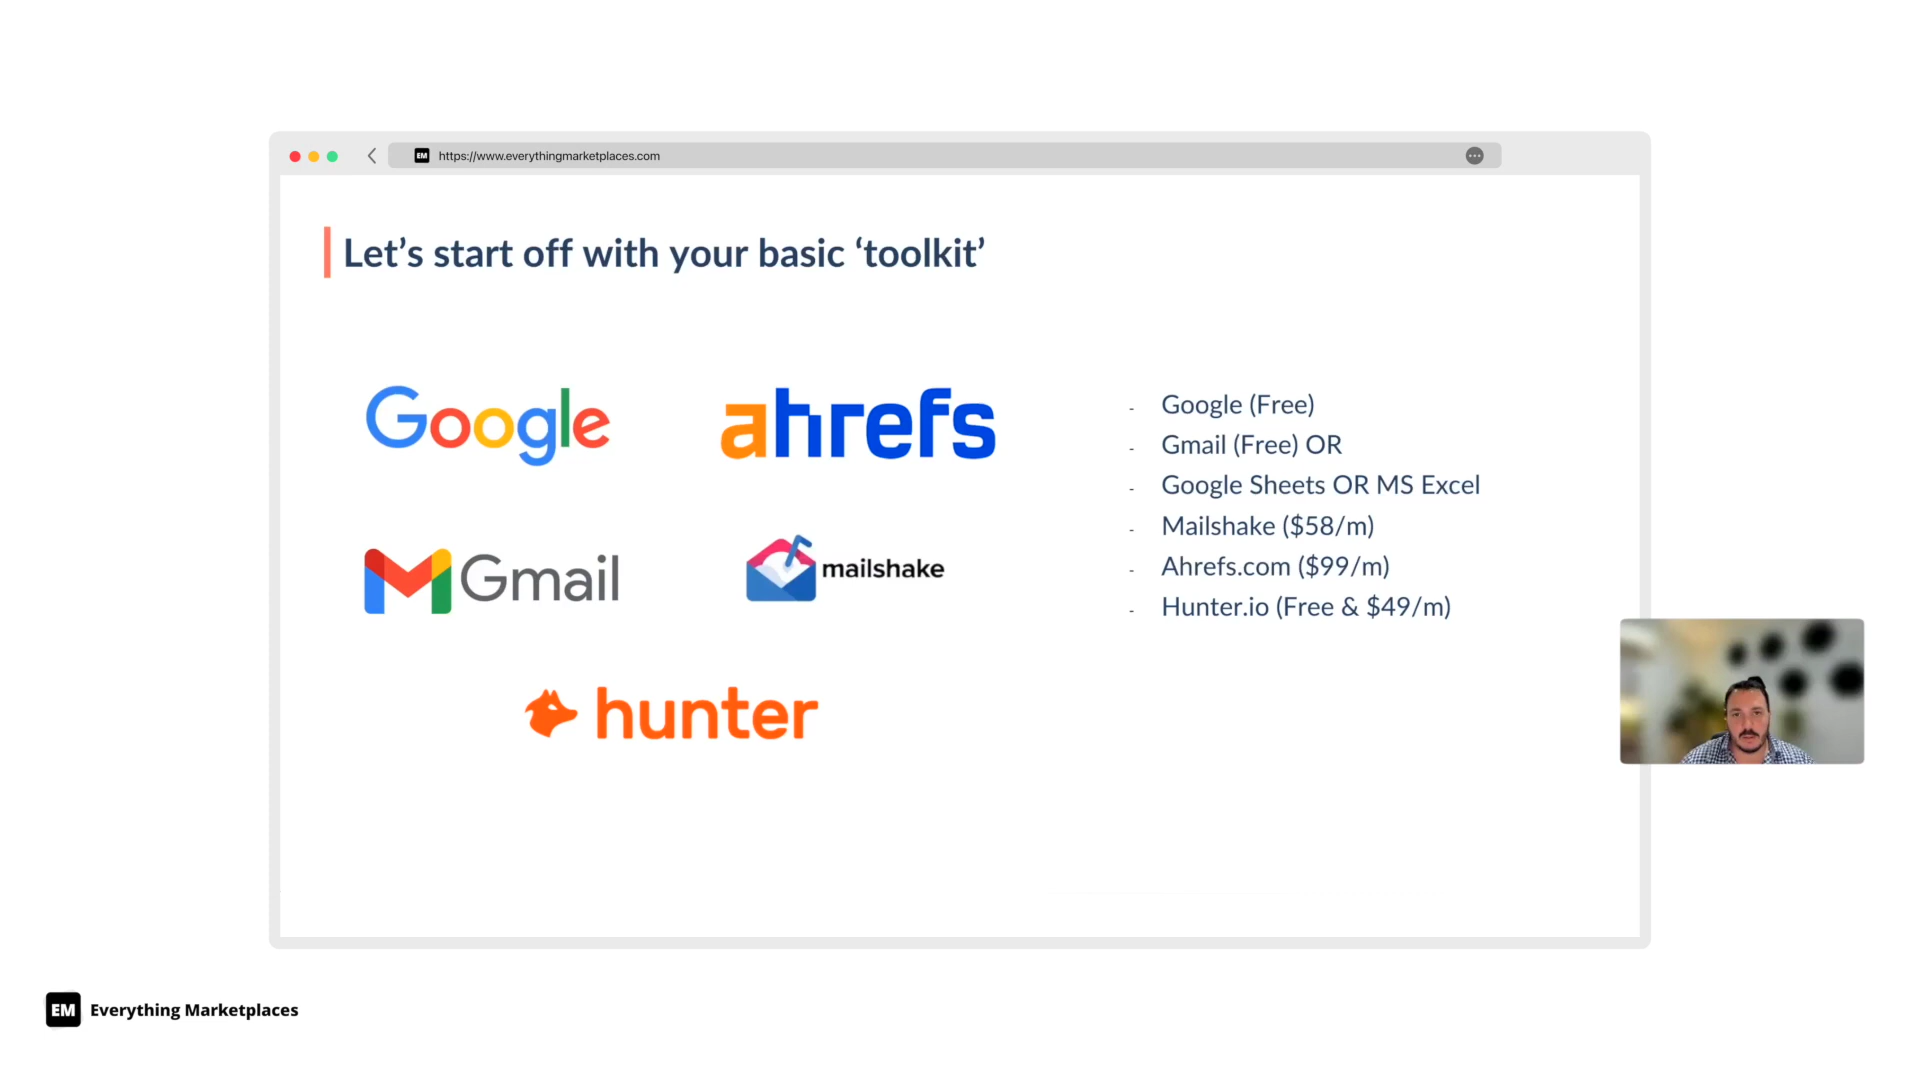 EM https://www.everythingmarketplaces.com
Let’s start off with your basic ‘toolkit’
Google
ahrefs
Gmail
mailshake
hunter
- Google (Free)
- Gmail (Free) OR
- Google Sheets OR MS Excel
- Mailshake ($58/m)
- Ahrefs.com ($99/m)
- Hunter.io (Free & $49/m)
EM Everything Marketplaces